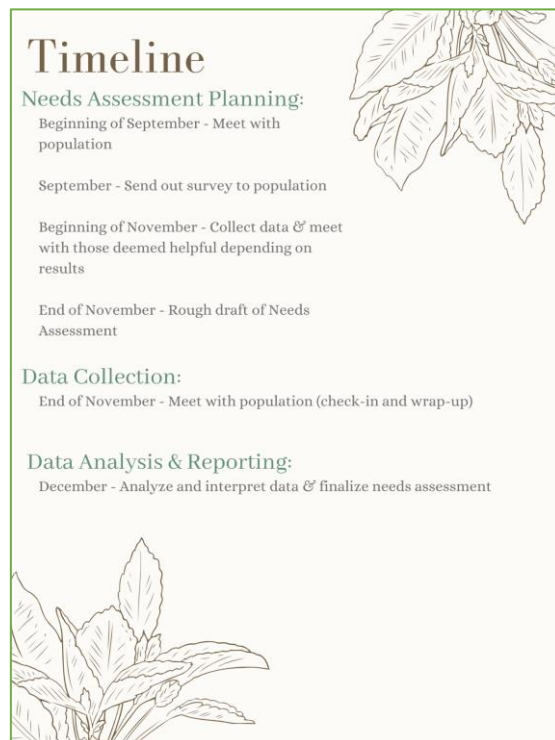 Timeline
Needs Assessment Planning:
Beginning of September - Meet with
population
September - Send out survey to population
Beginning of November - Collect data & meet
with those deemed helpful depending on
results
End of November - Rough draft of Needs
Assessment
Data Collection:
End of November - Meet with population (check-in and wrap-up)
Data Analysis & Reporting:
December - Analyze and interpret data & finalize needs assessment